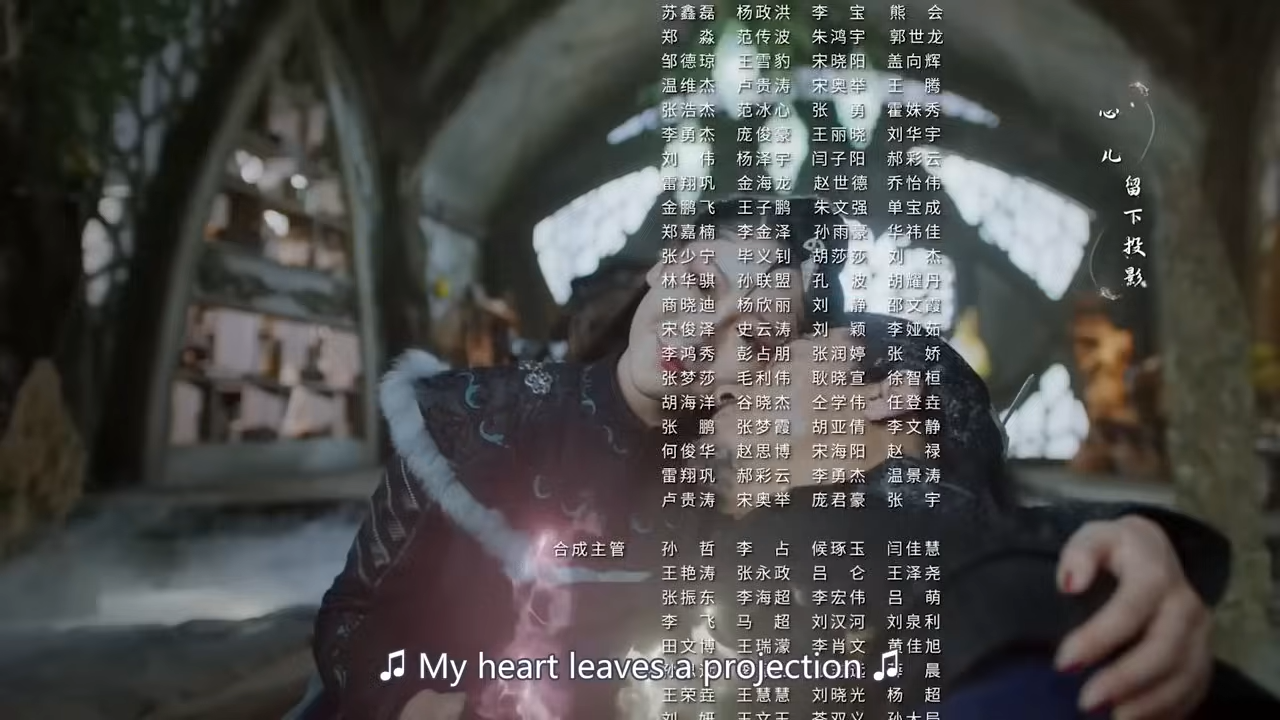 苏鑫磊 杨政洪 李 宝 熊 会
郑 淼 范传波 朱鸿宇 郭世龙
邹德琼 王雪豹 宋晓阳 盖向辉
温维杰 卢贵涛 宋奥举 王 腾
张浩杰 范冰心 张 勇 霍姝秀
李勇杰 庞俊豪 王丽晓 刘华宇
刘 伟 杨泽宇 闫子阳 郝彩云
雷翔巩 金海龙 赵世德 乔怡伟
金鹏飞 王子鹏 朱文强 单宝成
郑嘉楠 李金泽 孙雨豪 华祎佳
张少宁 毕义钊 胡莎莎 刘 杰
林华骐 孙联盟 孔 波 胡耀丹
商晓迪 杨欣丽 刘 静 邵文霞
宋俊泽 史云涛 刘 颖 李娅茹
李鸿秀 彭占朋 张润婷 张 娇
张梦莎 毛利伟 耿晓宣 徐智桓
胡海洋 谷晓杰 仝学伟 任登垚
张 鹏 张梦霞 胡亚倩 李文静
何俊华 赵思博 宋海阳 赵 禄
雷翔巩 郝彩云 李勇杰 温景涛
卢贵涛 宋奥举 庞君豪 张 宇
合成主管 孙 哲 李 占 候琢玉 闫佳慧
王艳涛 张永政 吕 仑 王泽尧
张振东 李海超 李宏伟 吕 萌
李 飞 马 超 刘汉河 刘泉利
田文博 王瑞濛 李肖文 黄佳旭
晨
王荣垚 王慧慧 刘晓光 杨 超
刘 妍
心儿留下投影
♫ My heart leaves a projection ♫